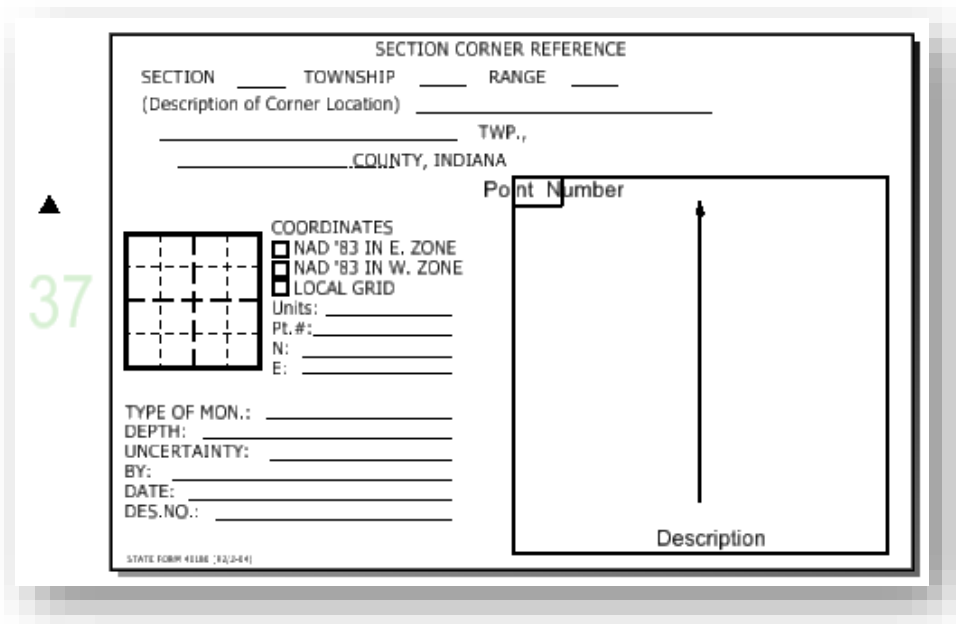 SECTION CORNER REFERENCE
SECTION TOWNSHIP RANGE
(Description of Corner Location)
TWP.,
COUNTY, INDIANA
Point Number
COORDINATES
NAD '83 IN E. ZONE
NAD '83 IN W. ZONE
LOCAL GRID
Units:
Pt.#:
N:
E:
37
TYPE OF MON.:
DEPTH:
UNCERTAINTY:
BY:
DATE:
DES.NO.:
Description
STATE FORM